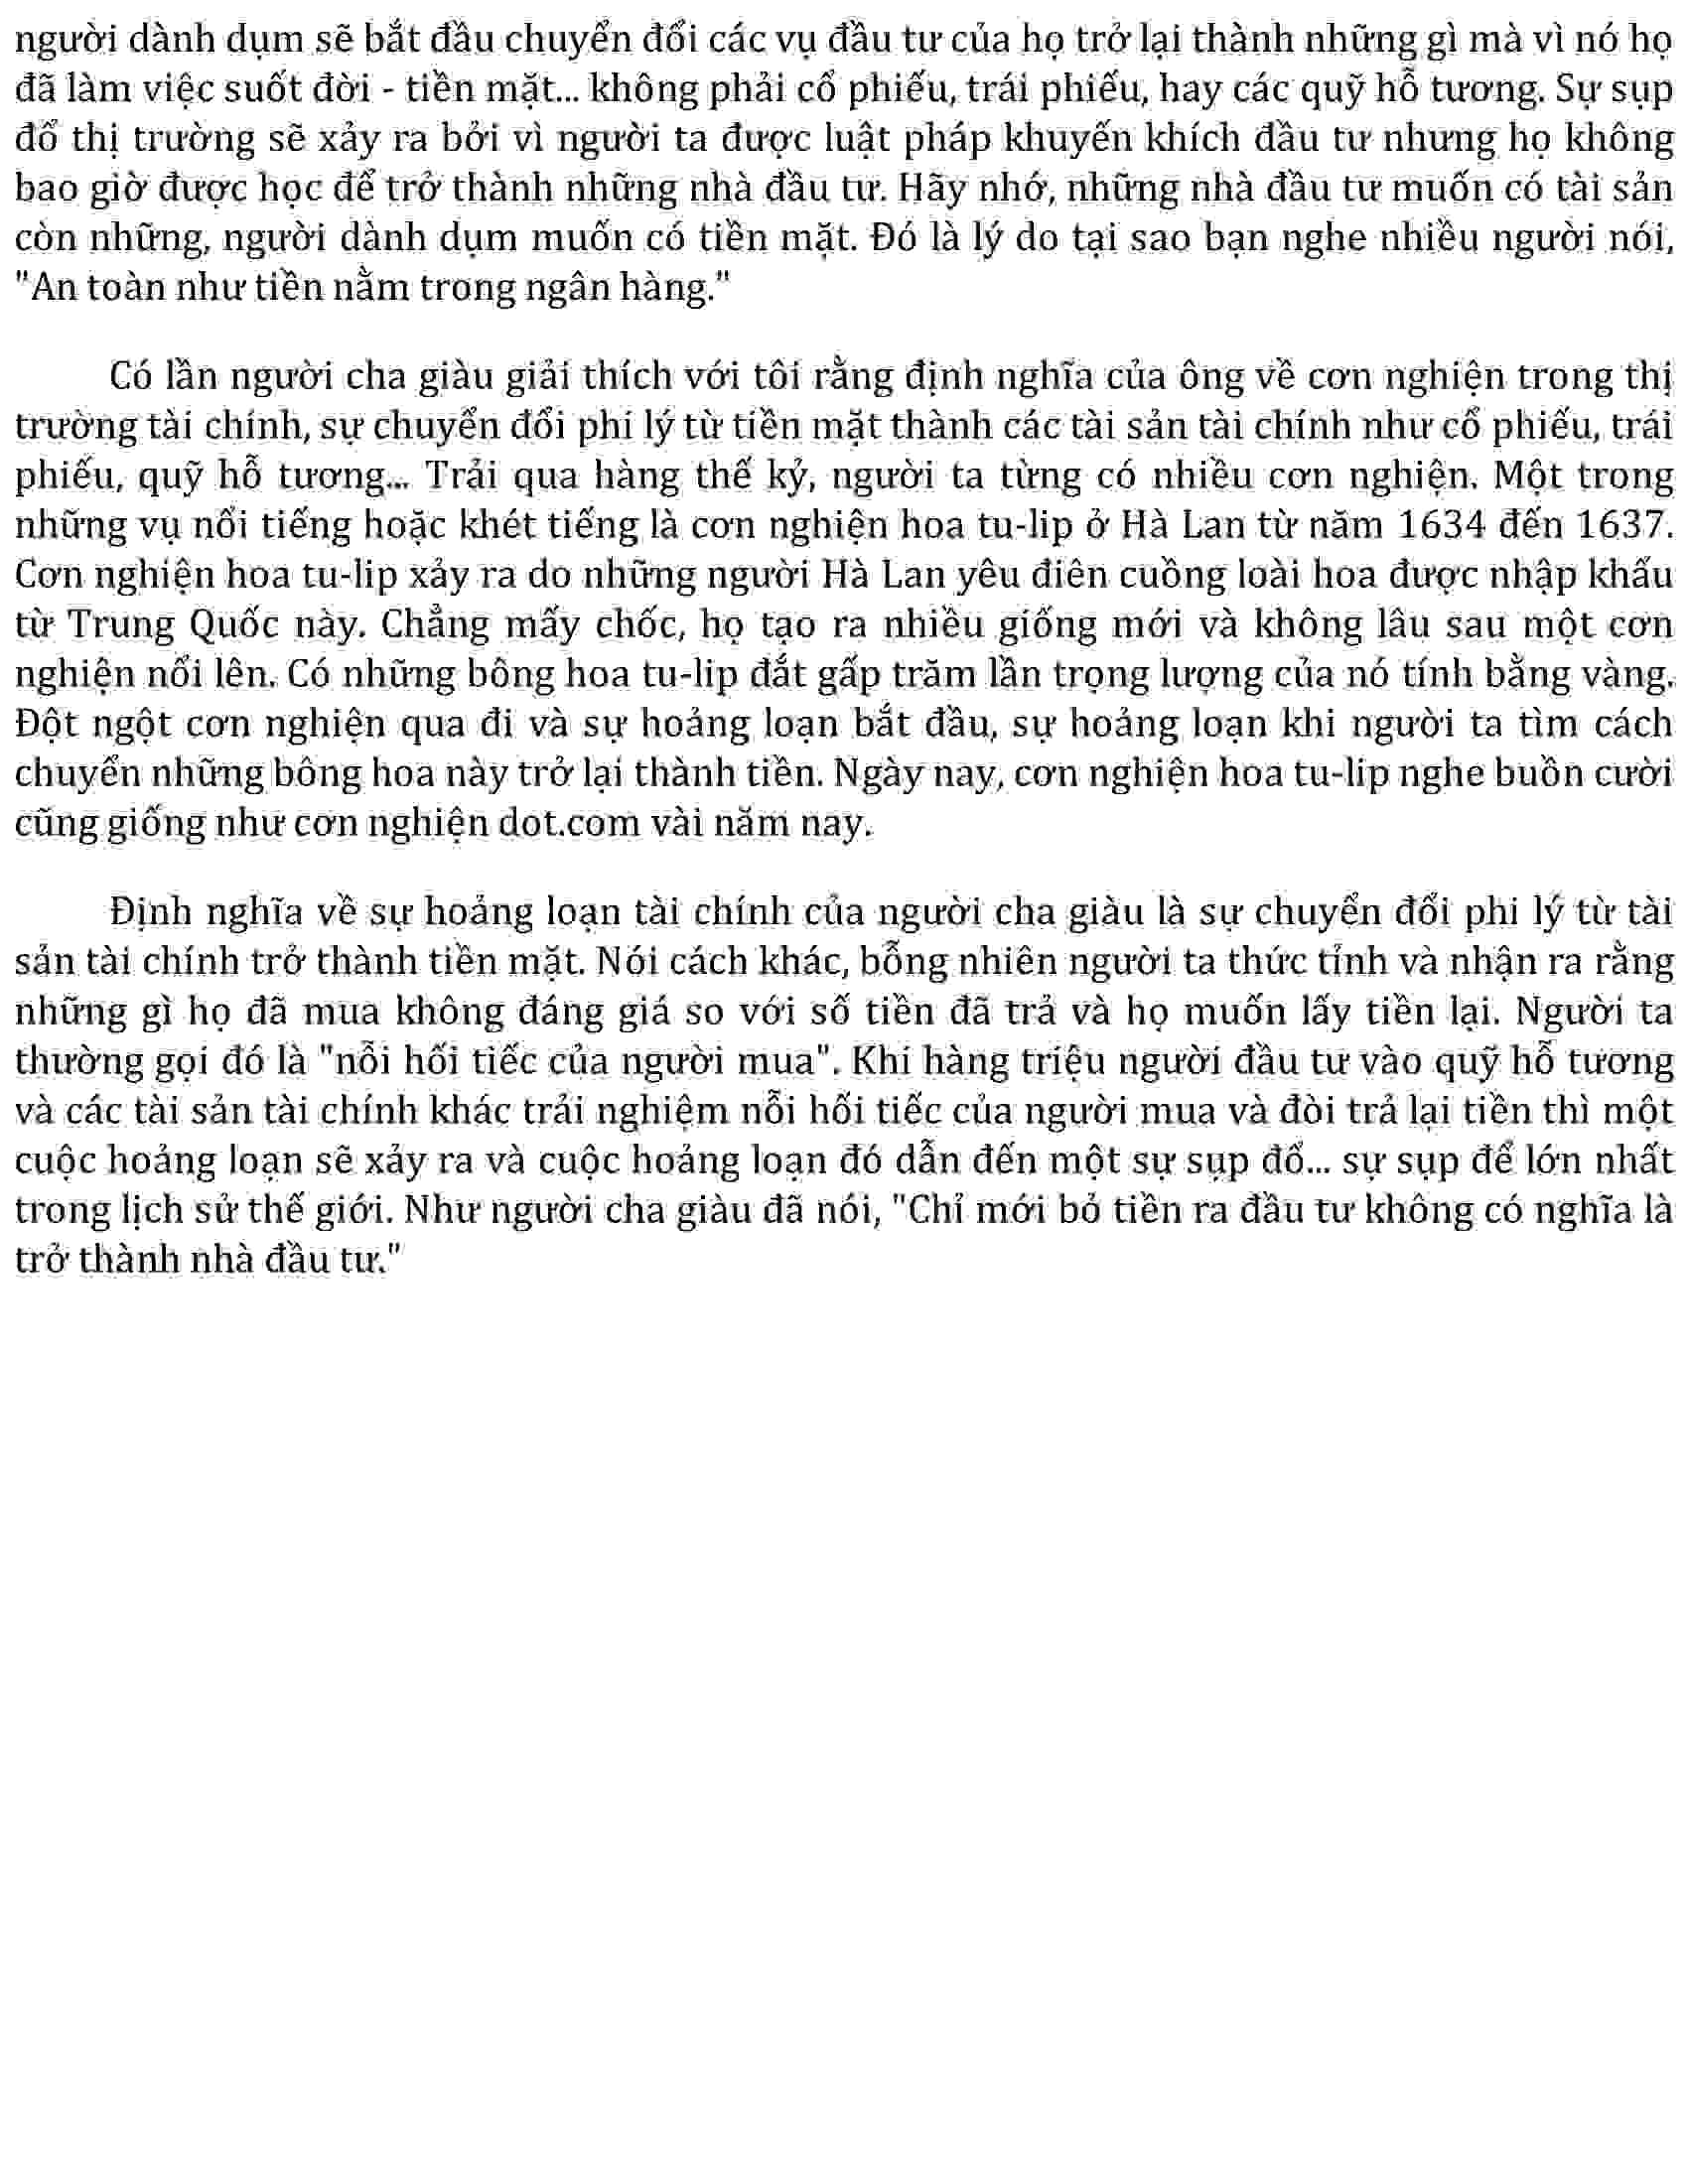 người dành dụm sẽ bắt đầu chuyển đổi các vụ đầu tư của họ trở lại thành những gì mà vì nó họ
đã làm việc suốt đời - tiền mặt... không phải cổ phiếu, trái phiếu, hay các quỹ hỗ tương. Sự sụp
đổ thị trường sẽ xảy ra bởi vì người ta được luật pháp khuyến khích đầu tư nhưng họ không
bao giờ được học để trở thành những nhà đầu tư. Hãy nhớ, những nhà đầu tư muốn có tài sản
còn những, người dành dụm muốn có tiền mặt. Đó là lý do tại sao bạn nghe nhiều người nói,
"An toàn như tiền nằm trong ngân hàng."
Có lần người cha giàu giải thích với tôi rằng định nghĩa của ông về cơn nghiện trong thị
trường tài chính, sự chuyển đổi phi lý từ tiền mặt thành các tài sản tài chính như cổ phiếu, trái
phiếu, quỹ hỗ tương... Trải qua hàng thế kỷ, người ta từng có nhiều cơn nghiện. Một trong
những vụ nổi tiếng hoặc khét tiếng là cơn nghiện hoa tu-lip ở Hà Lan từ năm 1634 đến 1637.
Cơn nghiện hoa tu-lip xảy ra do những người Hà Lan yêu điên cuồng loài hoa được nhập khẩu
từ Trung Quốc này. Chẳng mấy chốc, họ tạo ra nhiều giống mới và không lâu sau một cơn
nghiện nổi lên. Có những bông hoa tu-lip đắt gấp trăm lần trọng lượng của nó tính bằng vàng.
Đột ngột cơn nghiện qua đi và sự hoảng loạn bắt đầu, sự hoảng loạn khi người ta tìm cách
chuyển những bông hoa này trở lại thành tiền. Ngày nay, cơn nghiện hoa tu-lip nghe buồn cười
cũng giống như cơn nghiện dot.com vài năm nay.
Định nghĩa về sự hoảng loạn tài chính của người cha giàu là sự chuyển đổi phi lý từ tài
sản tài chính trở thành tiền mặt. Nói cách khác, bỗng nhiên người ta thức tỉnh và nhận ra rằng
những gì họ đã mua không đáng giá so với số tiền đã trả và họ muốn lấy tiền lại. Người ta
thường gọi đó là "nỗi hối tiếc của người mua". Khi hàng triệu người đầu tư vào quỹ hỗ tương
và các tài sản tài chính khác trải nghiệm nỗi hối tiếc của người mua và đòi trả lại tiền thì một
cuộc hoảng loạn sẽ xảy ra và cuộc hoảng loạn đó dẫn đến một sự sụp đổ... sự sụp để lớn nhất
trong lịch sử thế giới. Như người cha giàu đã nói, "Chỉ mới bỏ tiền ra đầu tư không có nghĩa là
trở thành nhà đầu tư."